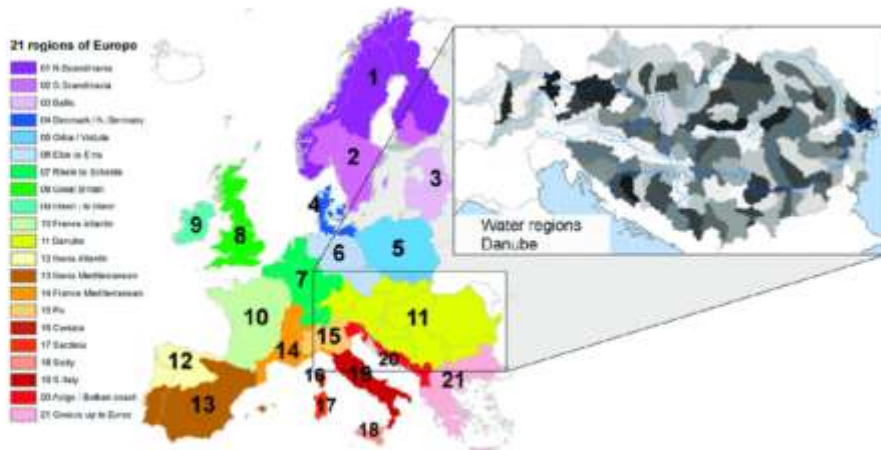 21 regions of Europe
01 N.Scandinavia
02 S.Scandinavia
03 Baltic
04 Denmark / N. Germany
05 Odra / Vistula
06 Elbe to Ems
07 Rhine to Schelde
08 Great Britain
09 Ireland / N.
10 France Atlantic
11 Danube
12 Iberia Atlantic
13 Iberia Mediterranean
14 France Mediterranean
15 Po
16 Corsica
17 Sardinia
18 Sicily
19 S. Italy
20 Adige / Balkan coast
21 Greece up to Evros
1
2
3
4
5
6
7
8
9
10
11
12
13
14
15
16
17
18
19
20
21
Water regions
Danube